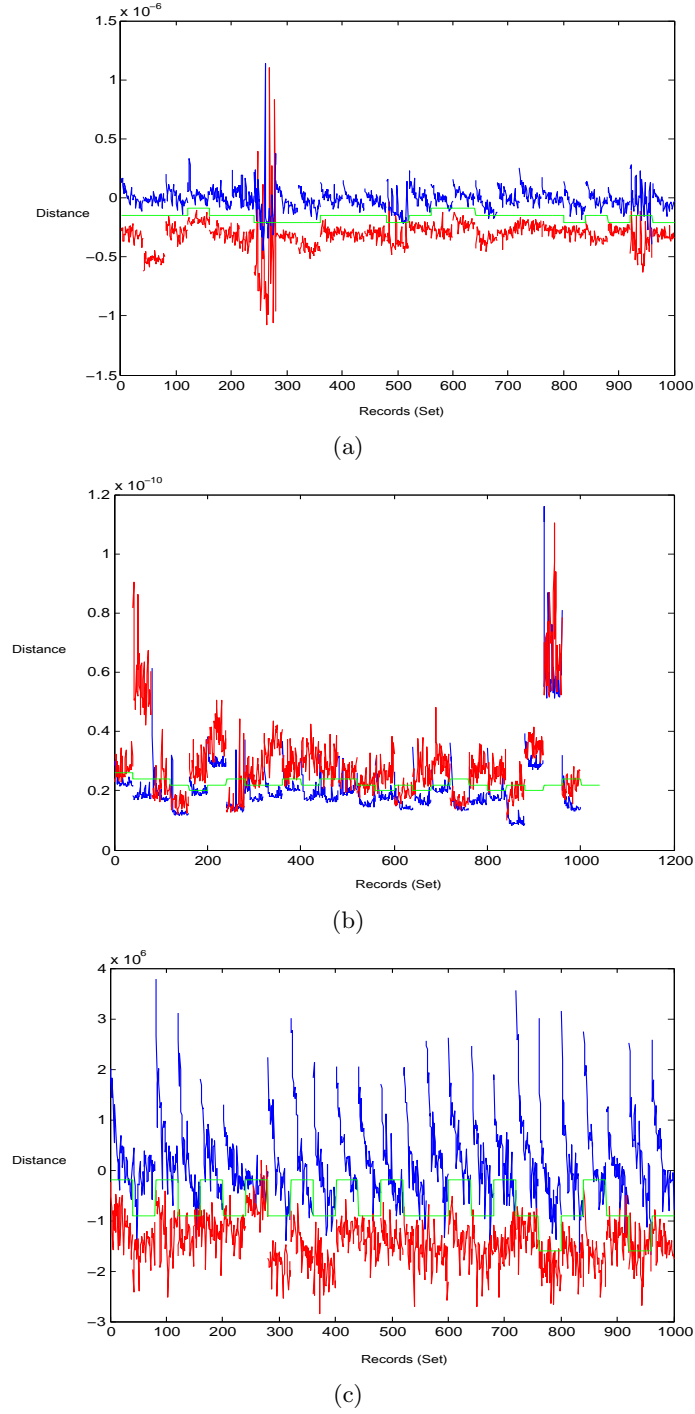 x 10⁻⁶
1.5
1
0.5
0
Distance
−0.5
−1
−1.5
0 100 200 300 400 500 600 700 800 900 1000
Records (Set)
(a)
x 10⁻¹⁰
1.2
1
0.8
Distance
0.6
0.4
0.2
0
0 200 400 600 800 1000 1200
Records (Set)
(b)
x 10⁶
4
3
2
1
Distance
0
−1
−2
−3
0 100 200 300 400 500 600 700 800 900 1000
Records (Set)
(c)